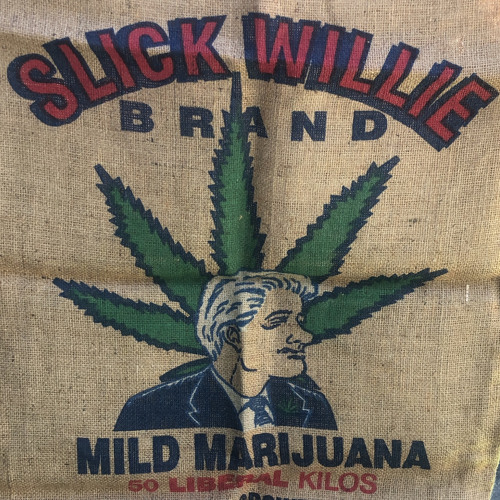 SLICK WILLIE
BRAND
MILD MARIJUANA
50 LIBERAL KILOS